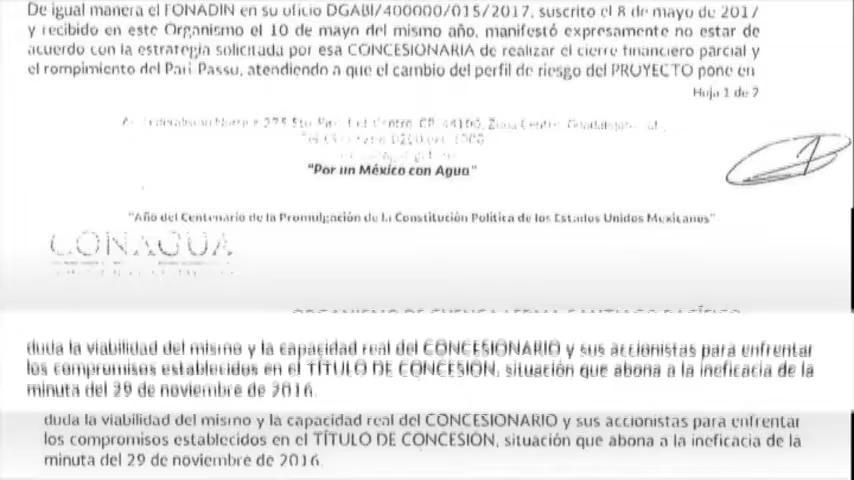 De igual manera el FONADIN en su oficio DGABI/400000/015/2017, suscrito el 8 de mayo de 2017
y recibido en este Organismo el 10 de mayo del mismo año, manifestó expresamente no estar de
acuerdo con la estrategia solicitada por esa CONCESIONARIA de realizar el cierre financiero parcial y
el rompimiento del Pari Passu, atendiendo a que el cambio del perfil de riesgo del PROYECTO pone en
Hoja 1 de 2
"Por un México con Agua"
"Año del Centenario de la Promulgación de la Constitución Política de los Estados Unidos Mexicanos"
CONAGUA
ORGANISMO DE CUENCA LERMA SANTIAGO PACÍFICO
duda la viabilidad del mismo y la capacidad real del CONCESIONARIO y sus accionistas para enfrentar
los compromisos establecidos en el TÍTULO DE CONCESIÓN, situación que abona a la ineficacia de la
minuta del 29 de noviembre de 2016.
duda la viabilidad del mismo y la capacidad real del CONCESIONARIO y sus accionistas para enfrentar
los compromisos establecidos en el TÍTULO DE CONCESIÓN, situación que abona a la ineficacia de la
minuta del 29 de noviembre de 2016.